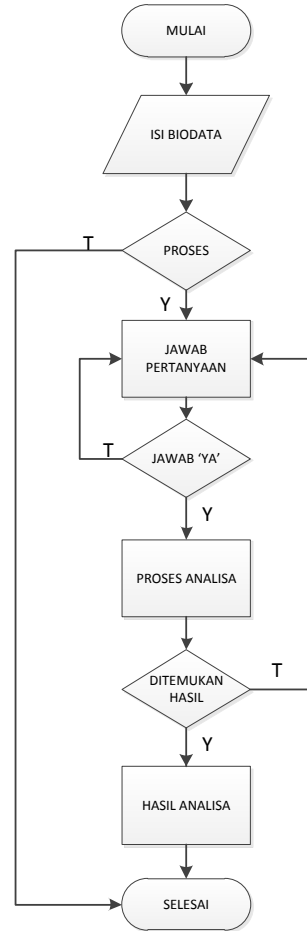 MULAI
ISI BIODATA
T
PROSES
Y
JAWAB
PERTANYAAN
T
JAWAB ‘YA’
Y
PROSES ANALISA
DITEMUKAN
HASIL
T
Y
HASIL ANALISA
SELESAI